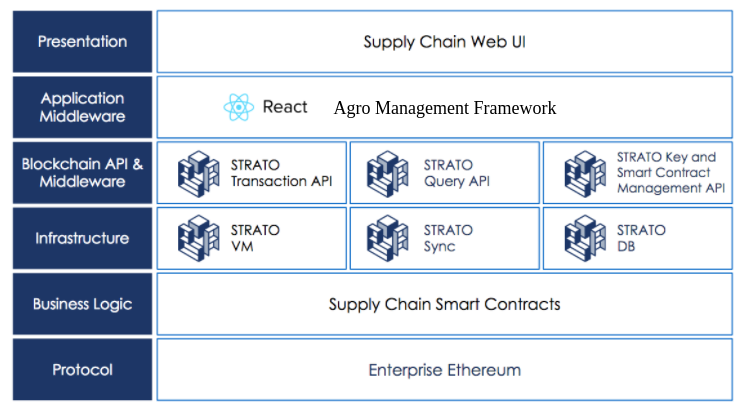 Presentation
Supply Chain Web UI
Application
Middleware
React
Agro Management Framework
Blockchain API &
Middleware
STRATO
Transaction API
STRATO
Query API
STRATO Key and
Smart Contract
Management API
Infrastructure
STRATO
VM
STRATO
Sync
STRATO
DB
Business Logic
Supply Chain Smart Contracts
Protocol
Enterprise Ethereum